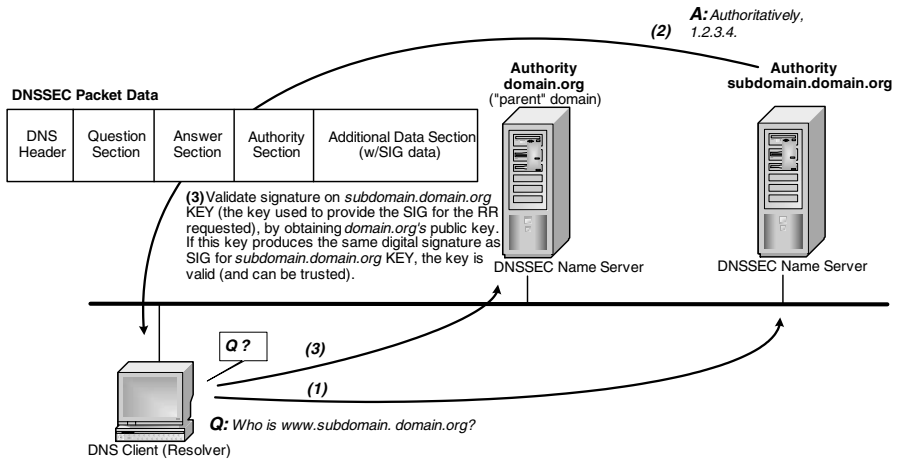 A: Authoritatively,
1.2.3.4.
(2)
Authority
domain.org
("parent" domain)
Authority
subdomain.domain.org
DNSSEC Packet Data
DNS
Header
Question
Section
Answer
Section
Authority
Section
Additional Data Section
(w/SIG data)
(3) Validate signature on subdomain.domain.org
KEY (the key used to provide the SIG for the RR
requested), by obtaining domain.org's public key.
If this key produces the same digital signature as
SIG for subdomain.domain.org KEY, the key is
valid (and can be trusted).
DNSSEC Name Server
DNSSEC Name Server
Q ?
(3)
(1)
Q: Who is www.subdomain. domain.org?
DNS Client (Resolver)